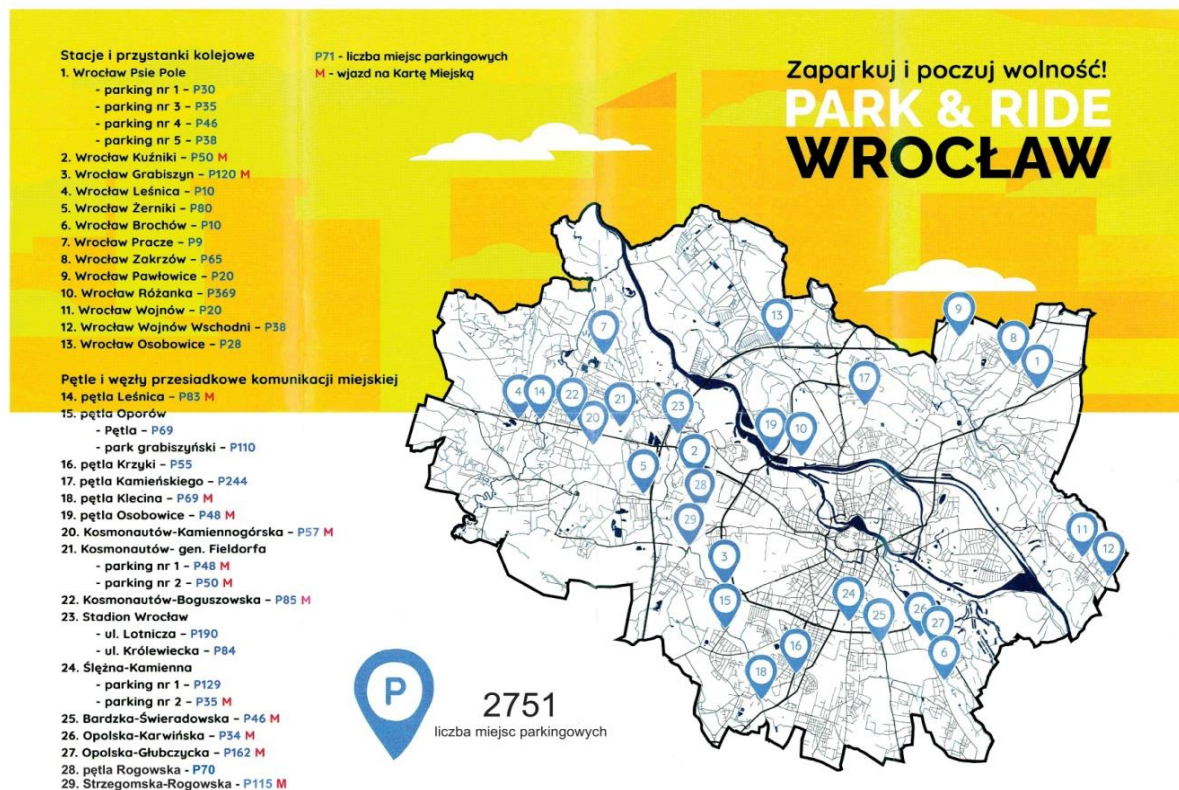 Stacje i przystanki kolejowe
1. Wrocław Psie Pole
- parking nr 1 – P30
- parking nr 3 – P35
- parking nr 4 – P46
- parking nr 5 – P38
2. Wrocław Kuźniki – P50 M
3. Wrocław Grabiszyn – P120 M
4. Wrocław Leśnica – P10
5. Wrocław Żerniki – P80
6. Wrocław Brochów – P10
7. Wrocław Pracze – P9
8. Wrocław Zakrzów – P65
9. Wrocław Pawłowice – P20
10. Wrocław Różanka – P369
11. Wrocław Wojnów – P20
12. Wrocław Wojnów Wschodni – P38
13. Wrocław Osobowice – P28
Pętle i węzły przesiadkowe komunikacji miejskiej
14. pętla Leśnica – P83 M
15. pętla Oporów
- Pętla – P69
- park grabiszyński – P110
16. pętla Krzyki – P55
17. pętla Kamieńskiego – P244
18. pętla Klecina – P69 M
19. pętla Osobowice – P48 M
20. Kosmonautów-Kamiennogórska – P57 M
21. Kosmonautów- gen. Fieldorfa
- parking nr 1 – P48 M
- parking nr 2 – P50 M
22. Kosmonautów-Boguszowska – P85 M
23. Stadion Wrocław
- ul. Lotnicza – P190
- ul. Królewiecka – P84
24. Ślężna-Kamienna
- parking nr 1 – P129
- parking nr 2 – P35 M
25. Bardzka-Świeradowska – P46 M
26. Opolska-Karwińska – P34 M
27. Opolska-Głubczycka – P162 M
28. pętla Rogowska - P70
29. Strzegomska-Rogowska - P115 M
P71 - liczba miejsc parkingowych
M - wjazd na Kartę Miejską
Zaparkuj i poczuj wolność!
PARK & RIDE
WROCŁAW
9
13
7
8
1
17
4
14
22
21
23
20
19
10
2
5
28
29
11
12
3
24
15
26
25
27
16
6
18
P
2751
liczba miejsc parkingowych